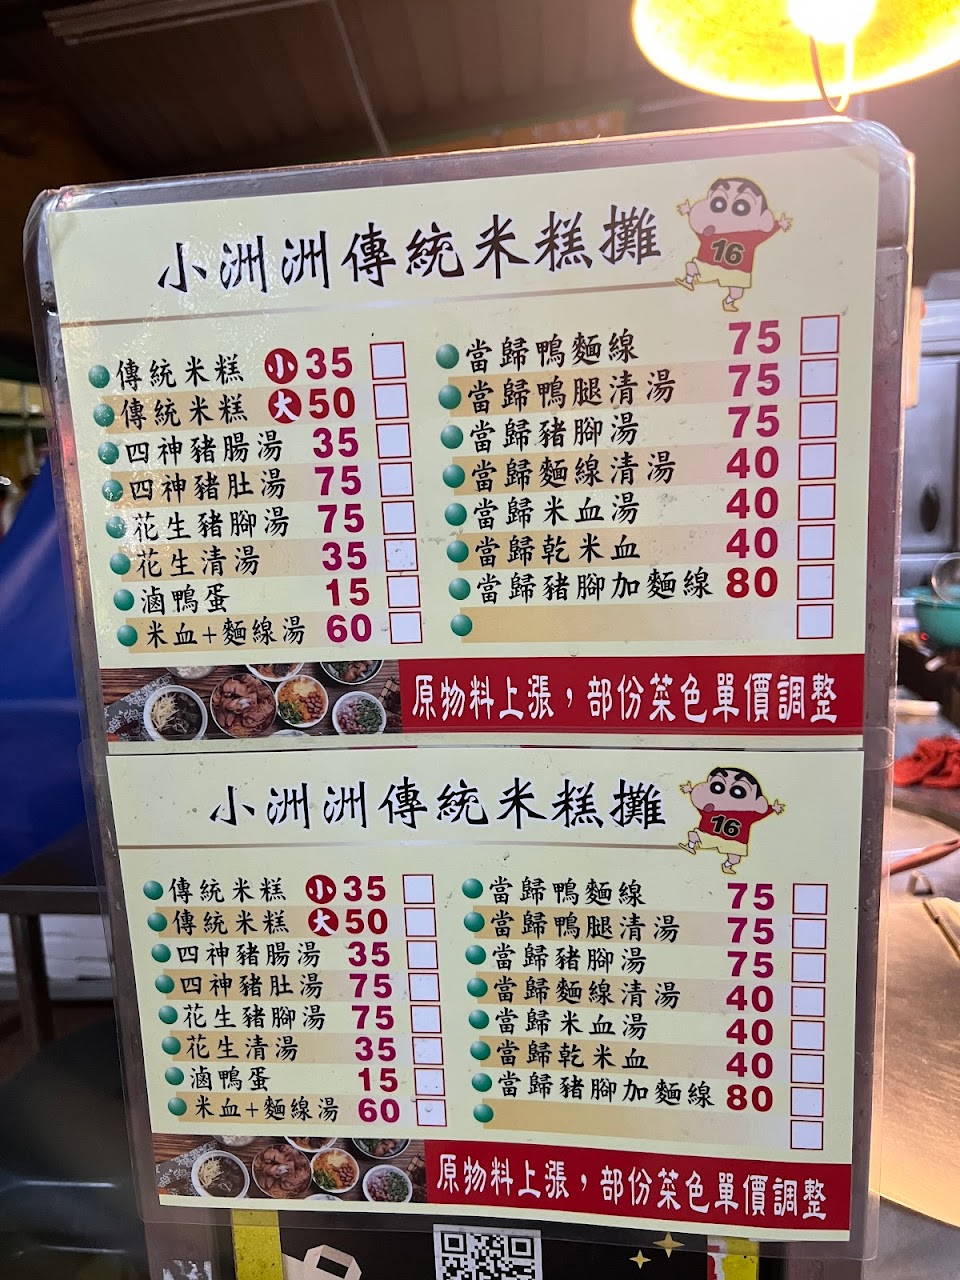 小洲洲傳統米糕攤
16
傳統米糕 小 35
傳統米糕 大 50
四神豬腸湯 35
四神豬肚湯 75
花生豬腳湯 75
花生清湯 35
滷鴨蛋 15
米血+麵線湯 60
當歸鴨麵線 75
當歸鴨腿清湯 75
當歸豬腳湯 75
當歸麵線清湯 40
當歸米血湯 40
當歸乾米血 40
當歸豬腳加麵線 80
原物料上漲，部份菜色單價調整
小洲洲傳統米糕攤
16
傳統米糕 小 35
傳統米糕 大 50
四神豬腸湯 35
四神豬肚湯 75
花生豬腳湯 75
花生清湯 35
滷鴨蛋 15
米血+麵線湯 60
當歸鴨麵線 75
當歸鴨腿清湯 75
當歸豬腳湯 75
當歸麵線清湯 40
當歸米血湯 40
當歸乾米血 40
當歸豬腳加麵線 80
原物料上漲，部份菜色單價調整